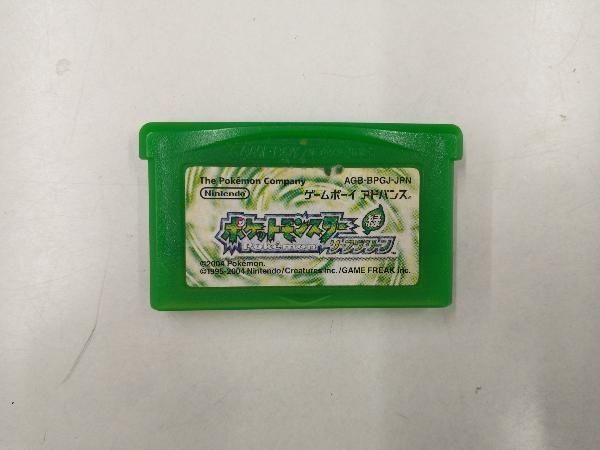 The Pokémon Company AGB-BPGJ-JPN
Nintendo ゲームボーイ アドバンス®
ポケットモンスター
POKéMON リーフグリーン™
©2004 Pokémon.
©1995-2004 Nintendo/Creatures inc./GAME FREAK inc.